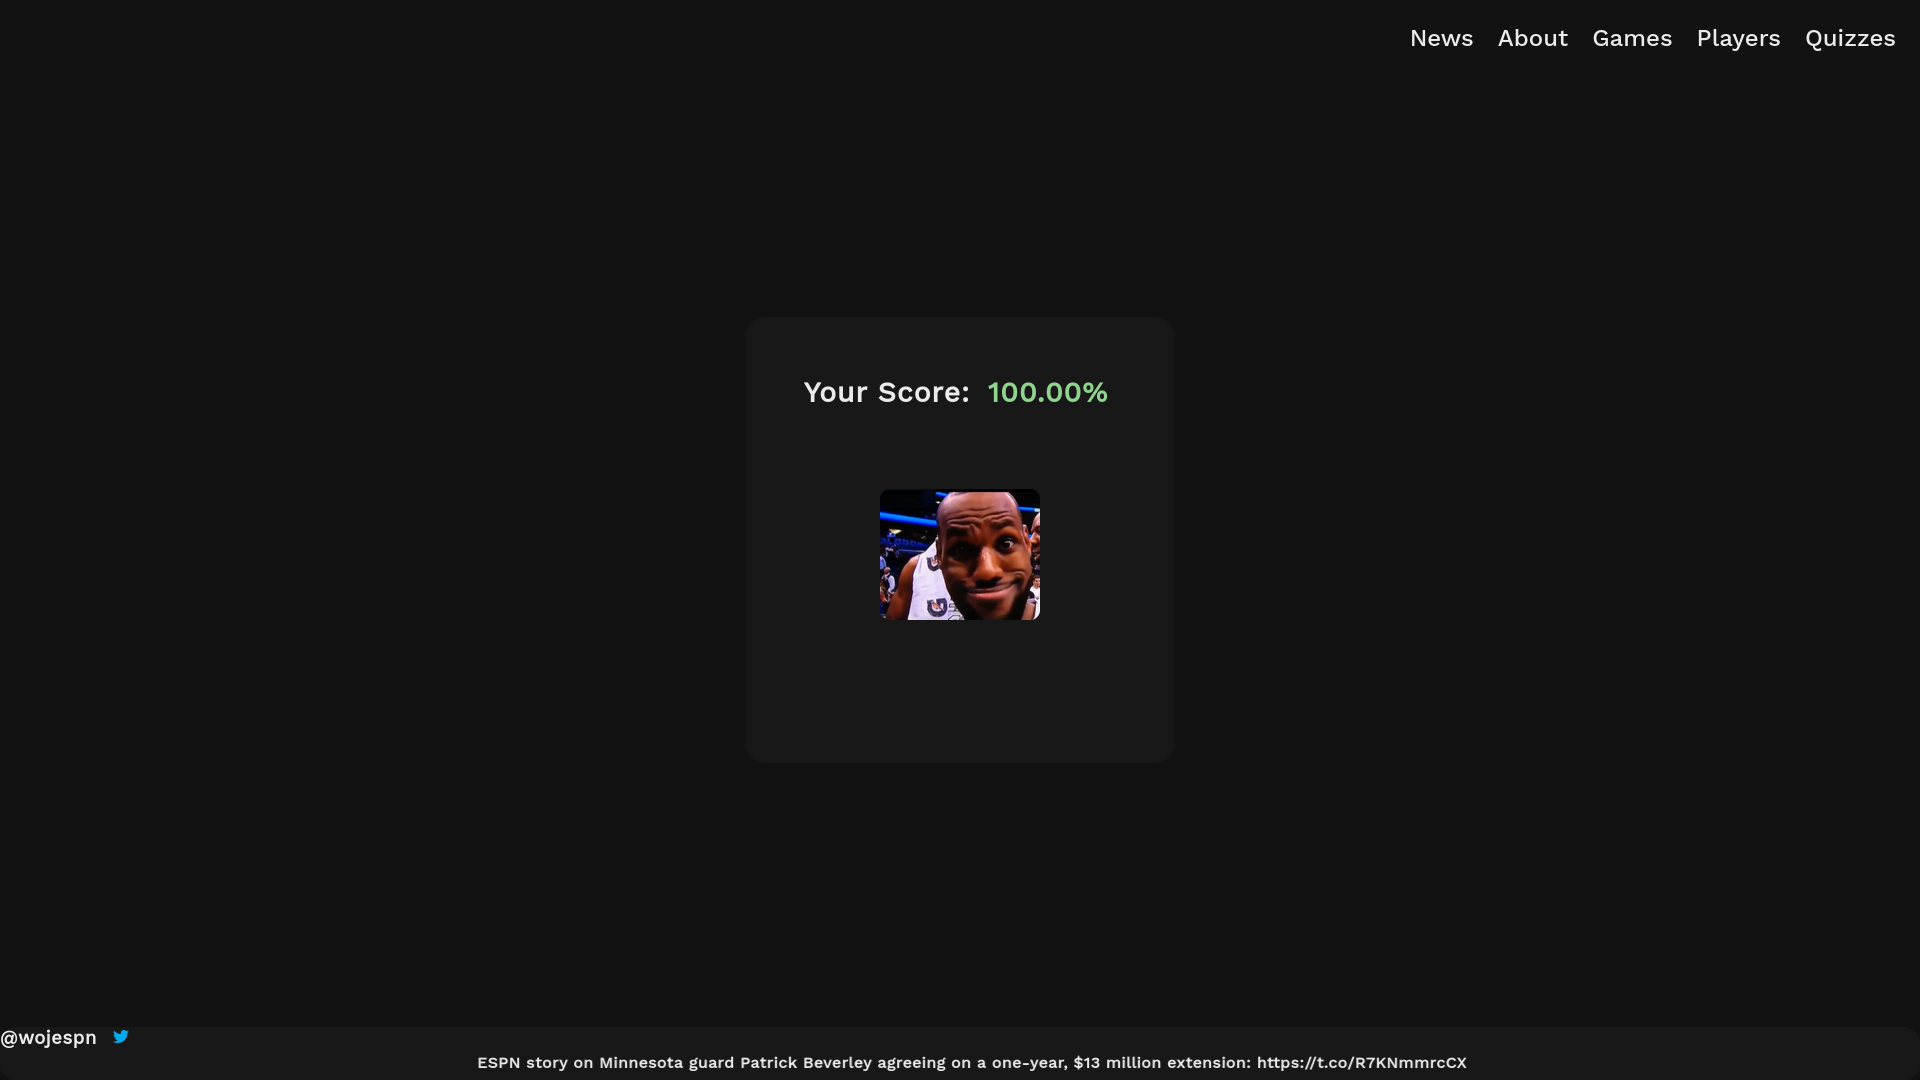 News About Games Players Quizzes
Your Score: 100.00%
@wojespn
ESPN story on Minnesota guard Patrick Beverley agreeing on a one-year, $13 million extension: https://t.co/R7KNmmrcCX